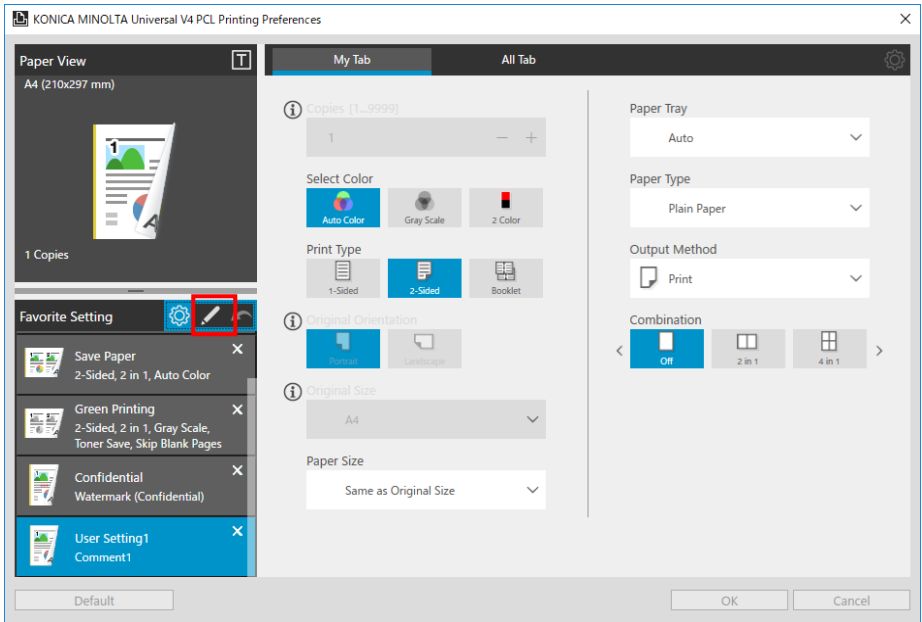 KONICA MINOLTA Universal V4 PCL Printing Preferences
Paper View
T
A4 (210x297 mm)
1
A
1 Copies
Favorite Setting
Save Paper
2-Sided, 2 in 1, Auto Color
Green Printing
2-Sided, 2 in 1, Gray Scale,
Toner Save, Skip Blank Pages
Confidential
Watermark (Confidential)
User Setting1
Comment1
My Tab
All Tab
Copies [1...9999]
1
Select Color
Auto Color
Gray Scale
2 Color
Print Type
1-Sided
2-Sided
Booklet
Original Orientation
Portrait
Landscape
Original Size
A4
Paper Size
Same as Original Size
Paper Tray
Auto
Paper Type
Plain Paper
Output Method
Print
Combination
Off
2 in 1
4 in 1
Default
OK
Cancel